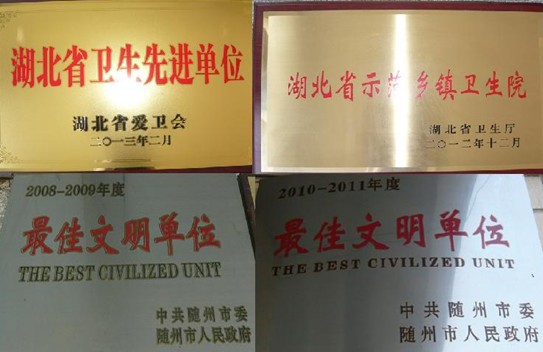 湖北省卫生先进单位
湖北省爱卫会
二〇一三年二月
湖北省示范乡镇卫生院
湖北省卫生厅
二〇一二年十二月
2008-2009年度
最佳文明单位
THE BEST CIVILIZED UNIT
中共随州市委
随州市人民政府
2010-2011年度
最佳文明单位
THE BEST CIVILIZED UNIT
中共随州市委
随州市人民政府